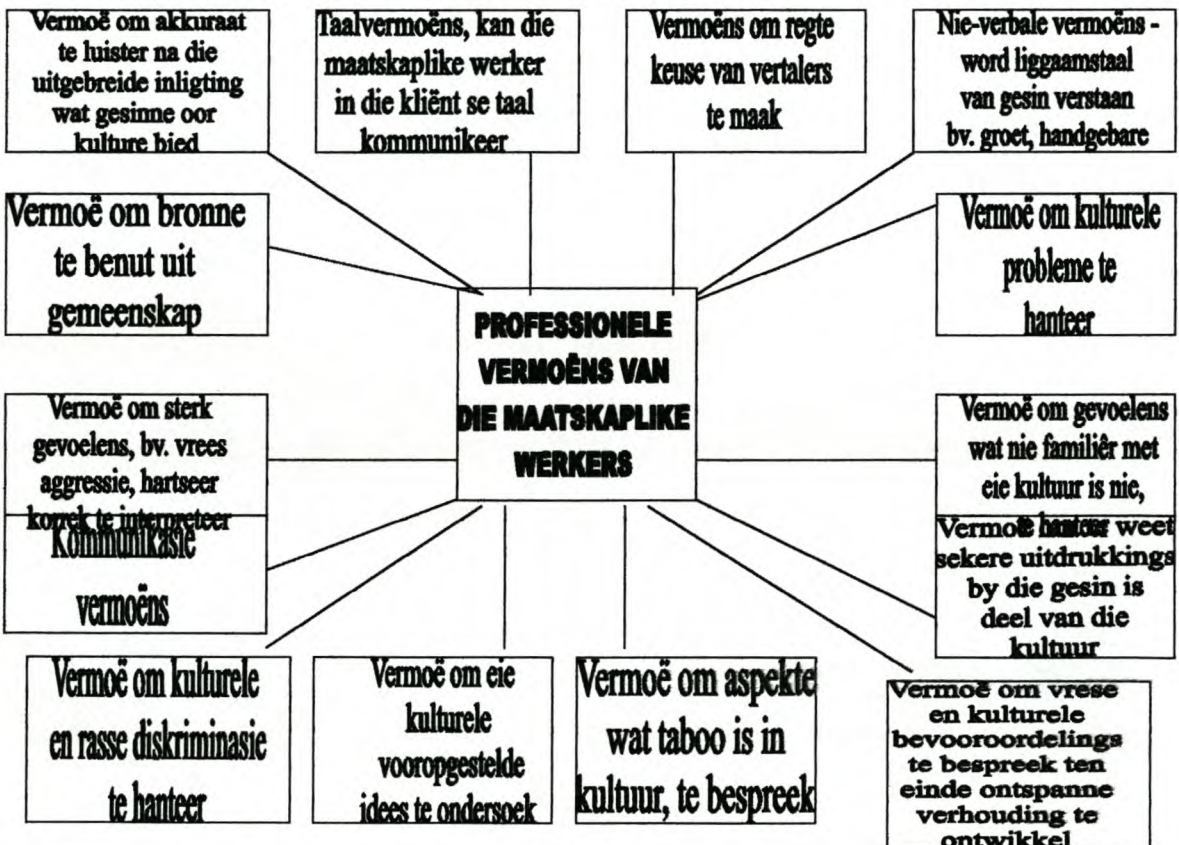 Vermoë om akkuraat
te luister na die
uitgebreide inligting
wat gesinne oor
kulture bied
Taalvermoëns, kan die
maatskaplike werker
in die kliënt se taal
kommunikeer
Vermoëns om regte
keuse van vertalers
te maak
Nie-verbale vermoëns -
word liggaamstaal
van gesin verstaan
bv. groet, handgebare
Vermoë om bronne
te benut uit
gemeenskap
Vermoë om kulturele
probleme te
hanteer
PROFESSIONELE
VERMOËNS VAN
DIE MAATSKAPLIKE
WERKERS
Vermoë om sterk
gevoelens, bv. vrees
aggressie, hartseer
korrek te interpreteer
Kommunikasie
vermoëns
Vermoë om gevoelens
wat nie familiêr met
eie kultuur is nie,
te hanteer
Vermoë weet
sekere uitdrukkings
by die gesin is
deel van die
kultuur
Vermoë om kulturele
en rasse diskriminasie
te hanteer
Vermoë om eie
kulturele
vooropgestelde
idees te ondersoek
Vermoë om aspekte
wat taboo is in
kultuur, te bespreek
Vermoë om vrese
en kulturele
bevooroordelings
te bespreek ten
einde ontspanne
verhouding te
ontwikkel